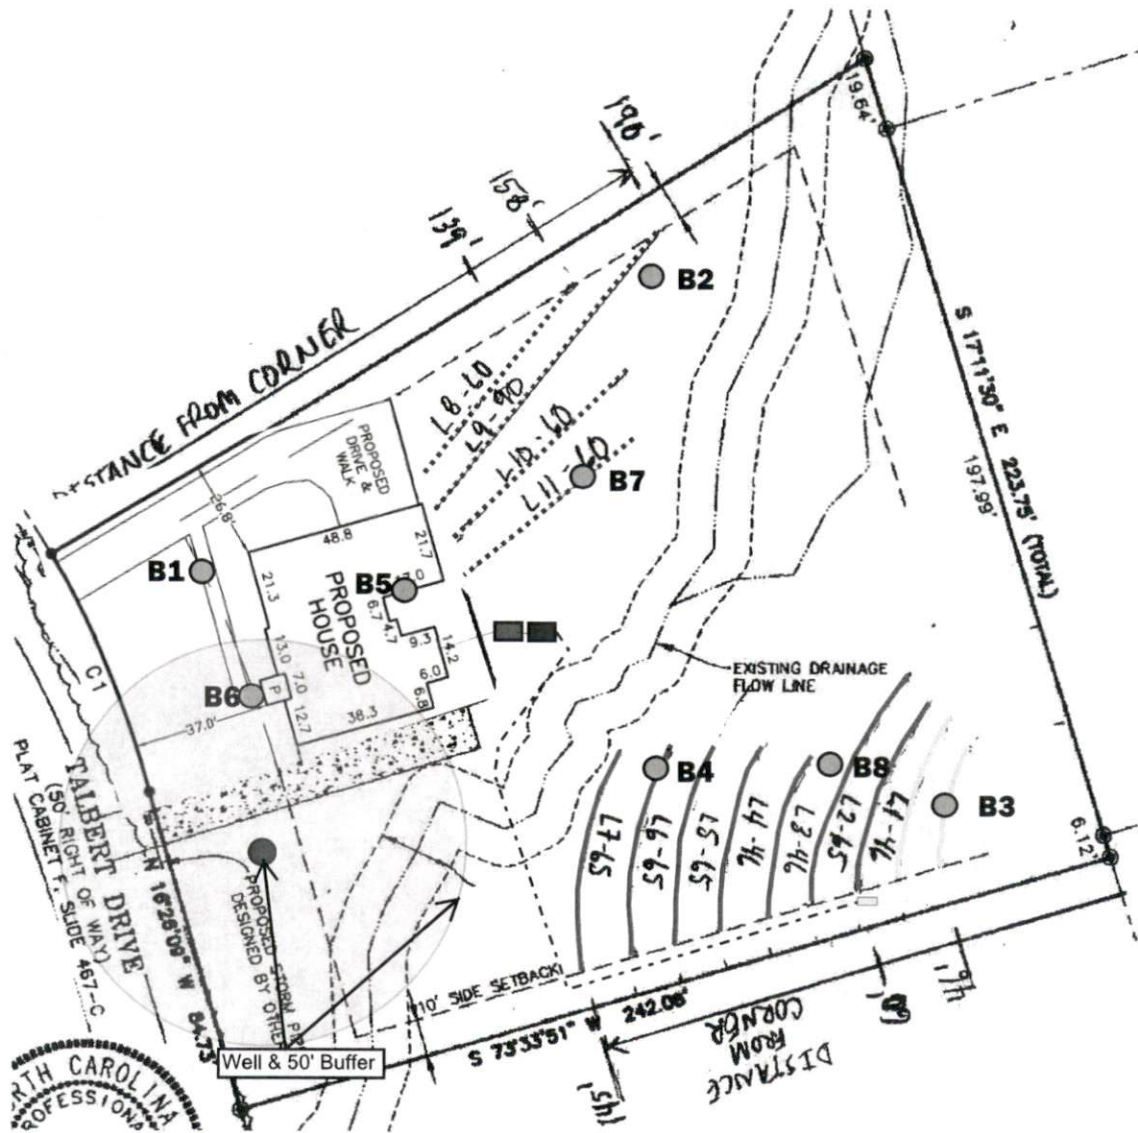 190'
158'
139'
19.64'
DISTANCE FROM CORNER
B2
L8-60
L9-90
L10-60
L11-60
B7
S 17°11'30" E 223.75' (TOTAL)
197.99'
PROPOSED
DRIVE &
WALK
26.8'
48.8
21.7
B1
B5
21.3
6.7
4.7
9.3
14.2
6.0
6.8
PROPOSED
HOUSE
13.0
7.0
12.7
38.3
B6
P
37.0'
C1
EXISTING DRAINAGE
FLOW LINE
B4
B8
B3
L7-65
L6-65
L5-65
L4-46
L3-46
L2-65
L1-46
6.12'
TALBERT DRIVE
(50' RIGHT OF WAY)
PLAT CABINET F, SLIDE 467-C
N 16°26'09" W 84.73'
PROPOSED STORM
DESIGNED BY
10' SIDE SETBACK
S 73°33'51" W 242.06'
DISTANCE
FROM
CORNER
145'
49'
Well & 50' Buffer
RTH CAROLINA
ROFESSIONA